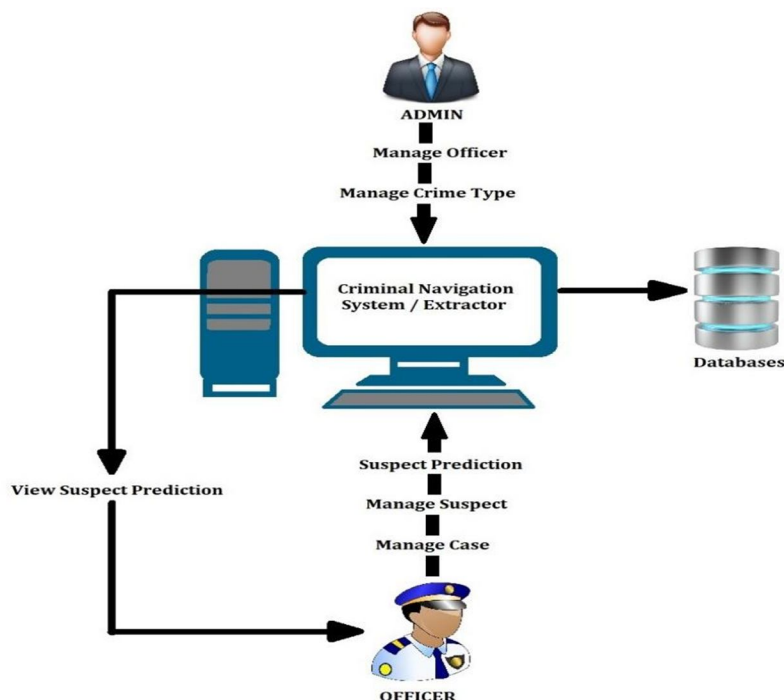 ADMIN
Manage Officer
Manage Crime Type
Criminal Navigation
System / Extractor
Databases
View Suspect Prediction
Suspect Prediction
Manage Suspect
Manage Case
OFFICER